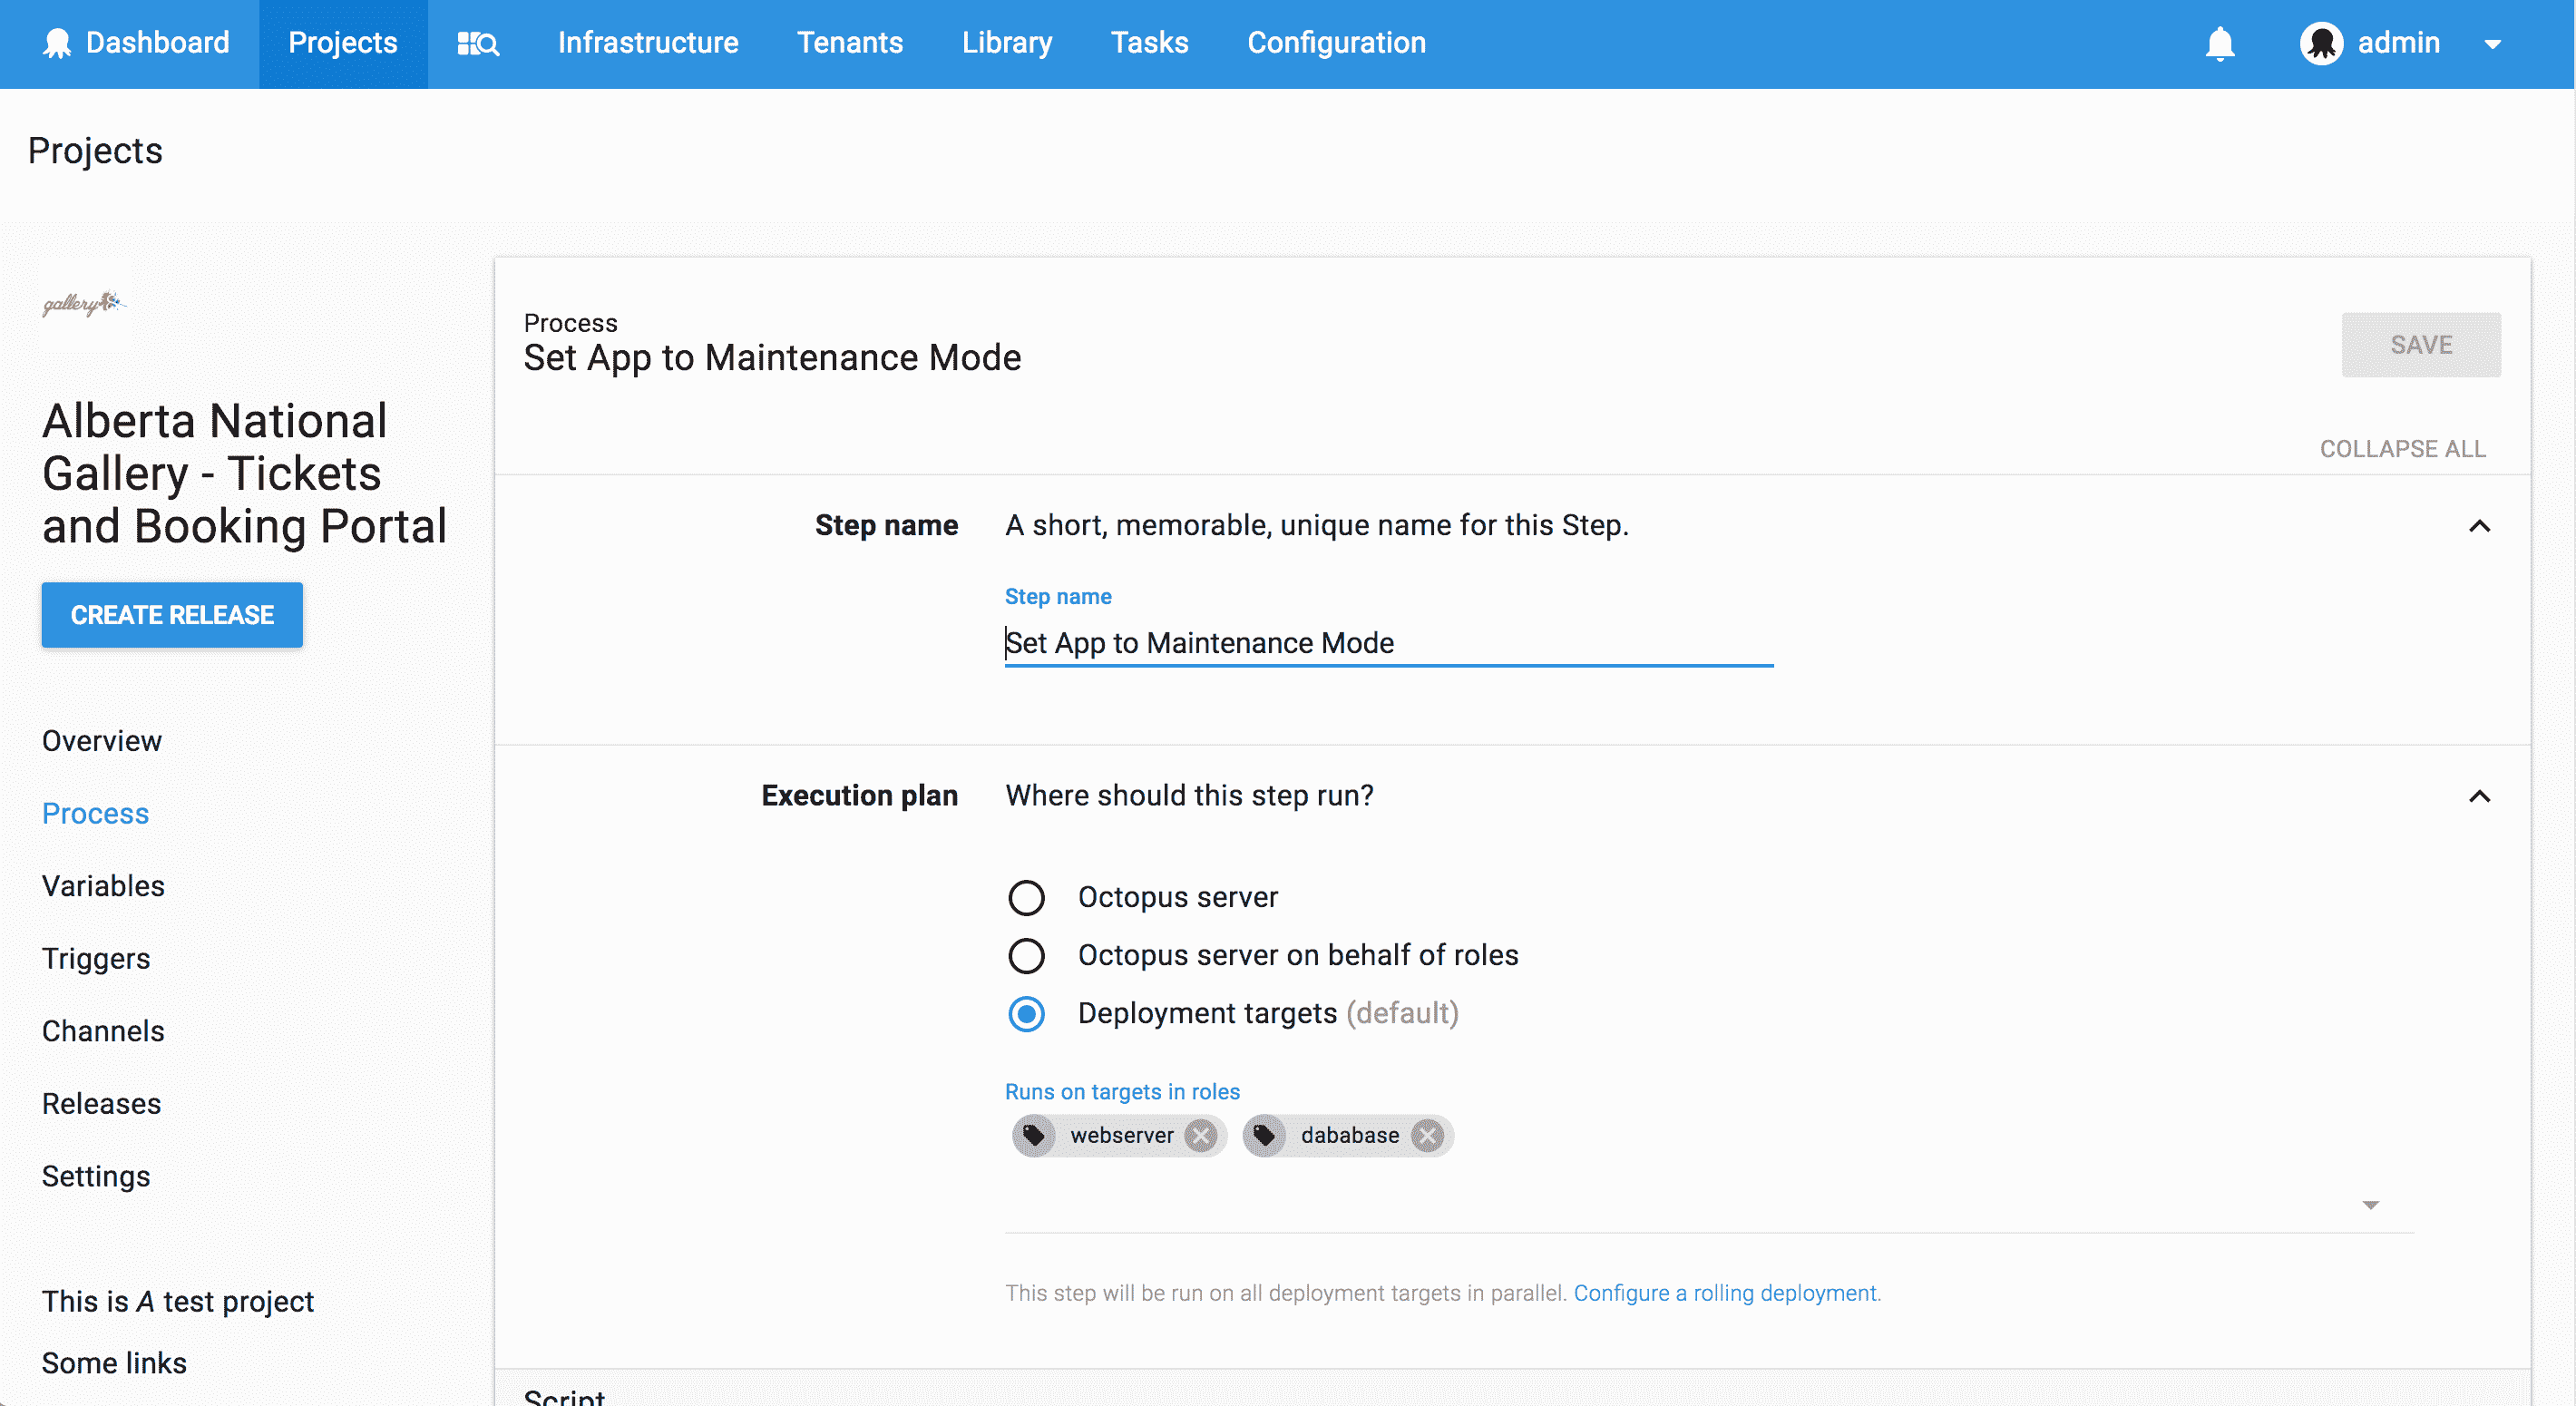 Dashboard Projects Infrastructure Tenants Library Tasks Configuration admin
Projects
gallery
Alberta National
Gallery - Tickets
and Booking Portal
CREATE RELEASE
Overview
Process
Variables
Triggers
Channels
Releases
Settings
This is A test project
Some links
Process
Set App to Maintenance Mode
SAVE
COLLAPSE ALL
Step name A short, memorable, unique name for this Step.
Step name
Set App to Maintenance Mode
Execution plan Where should this step run?
Octopus server
Octopus server on behalf of roles
Deployment targets (default)
Runs on targets in roles
webserver dababase
This step will be run on all deployment targets in parallel. Configure a rolling deployment.
Script